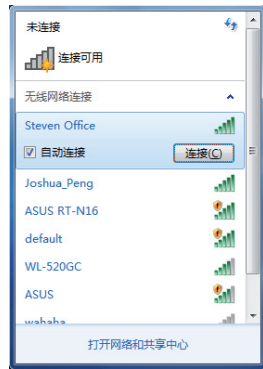 未连接
连接可用
无线网络连接
Steven Office
自动连接 连接(C)
Joshua_Peng
ASUS RT-N16
default
WL-520GC
ASUS
wahaha
打开网络和共享中心